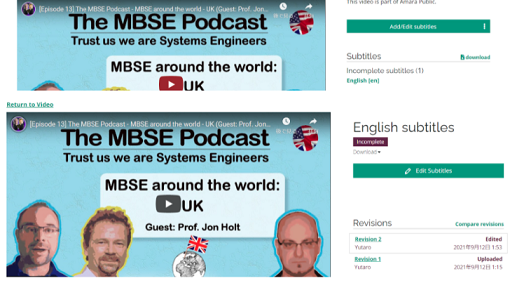 [Episode 13] The MBSE Podcast - MBSE around the world - UK (Guest: Prof. Jon...
The MBSE Podcast
Trust us we are Systems Engineers
MBSE around the world:
UK
This video is part of Amara Public.
Add/Edit subtitles
Subtitles
download
Incomplete subtitles (1)
English [en]
Return to Video
[Episode 13] The MBSE Podcast - MBSE around the world - UK (Guest: Prof. Jon...
The MBSE Podcast
Trust us we are Systems Engineers
MBSE around the world:
UK
Guest: Prof. Jon Holt
English subtitles
Incomplete
Download
Edit Subtitles
Revisions
Compare revisions
Revision 2
Edited
Yutaro
2021年9月12日 1:53
Revision 1
Uploaded
Yutaro
2021年9月12日 1:15